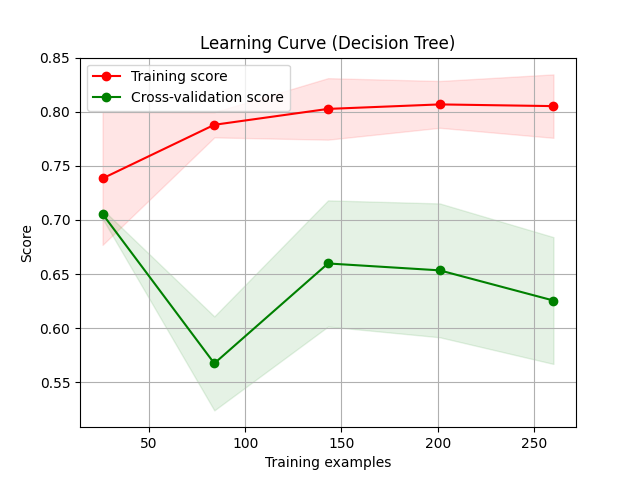 Learning Curve (Decision Tree)
Training score
Cross-validation score
0.85
0.80
0.75
0.70
0.65
0.60
0.55
Score
50
100
150
200
250
Training examples